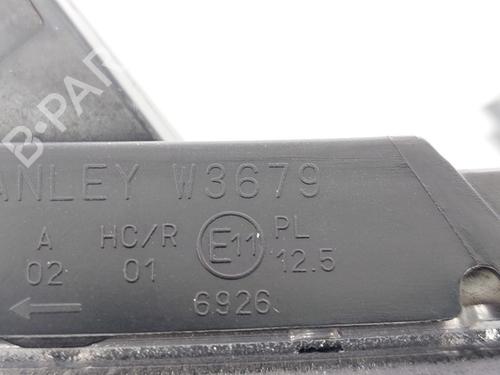 B-PAR
ANLEY W3679
A HC/R E11 PL
02 01 12.5
6926